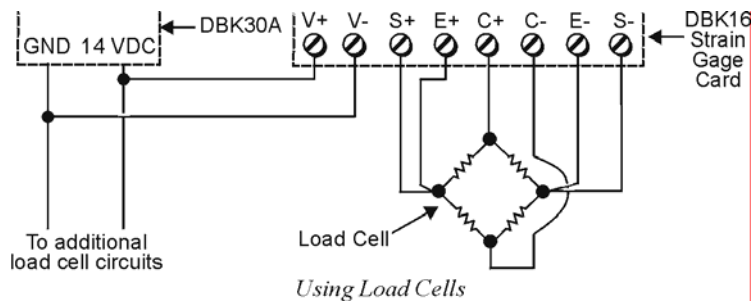 GND 14 VDC
DBK30A
V+ V- S+ E+ C+ C- E- S-
DBK16
Strain
Gage
Card
Load Cell
To additional
load cell circuits
Using Load Cells